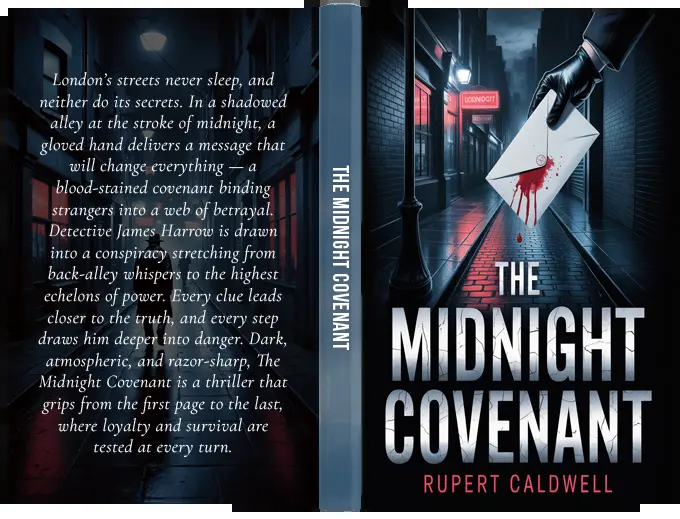 London's streets never sleep, and
neither do its secrets. In a shadowed
alley at the stroke of midnight, a
gloved hand delivers a message that
will change everything — a
blood-stained covenant binding
strangers into a web of betrayal.
Detective James Harrow is drawn
into a conspiracy stretching from
back-alley whispers to the highest
echelons of power. Every clue leads
closer to the truth, and every step
draws him deeper into danger. Dark,
atmospheric, and razor-sharp, The
Midnight Covenant is a thriller that
grips from the first page to the last,
where loyalty and survival are
tested at every turn.
THE MIDNIGHT COVENANT
THE
MIDNIGHT
COVENANT
RUPERT CALDWELL